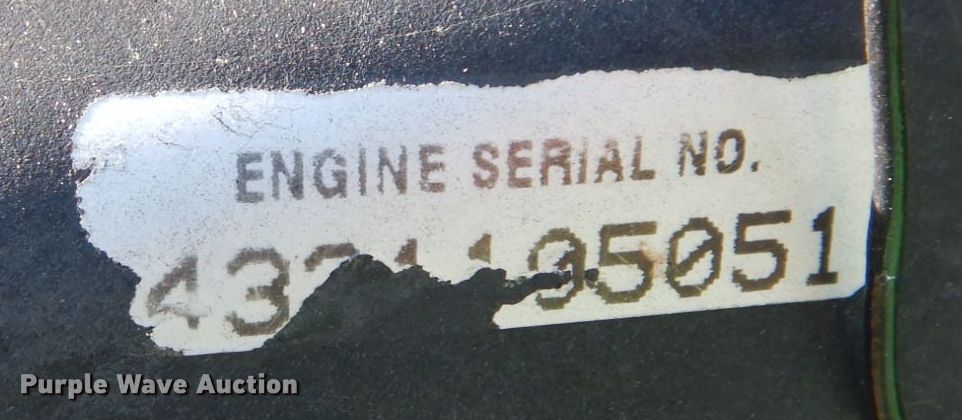 ENGINE SERIAL NO.
Purple Wave Auction